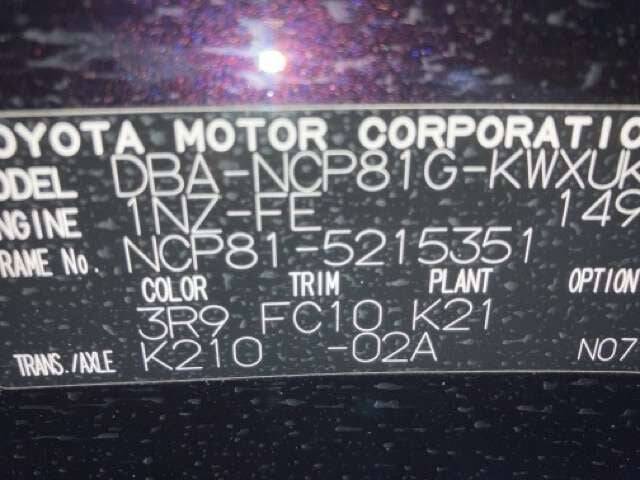 OYOTA MOTOR CORPORATIO
ODEL DBA-NCP81G-KWXUK
NGINE 1NZ-FE 149
RAME No. NCP81-5215351
COLOR TRIM PLANT OPTION
3R9 FC10 K21
TRANS./AXLE K210 -02A N07